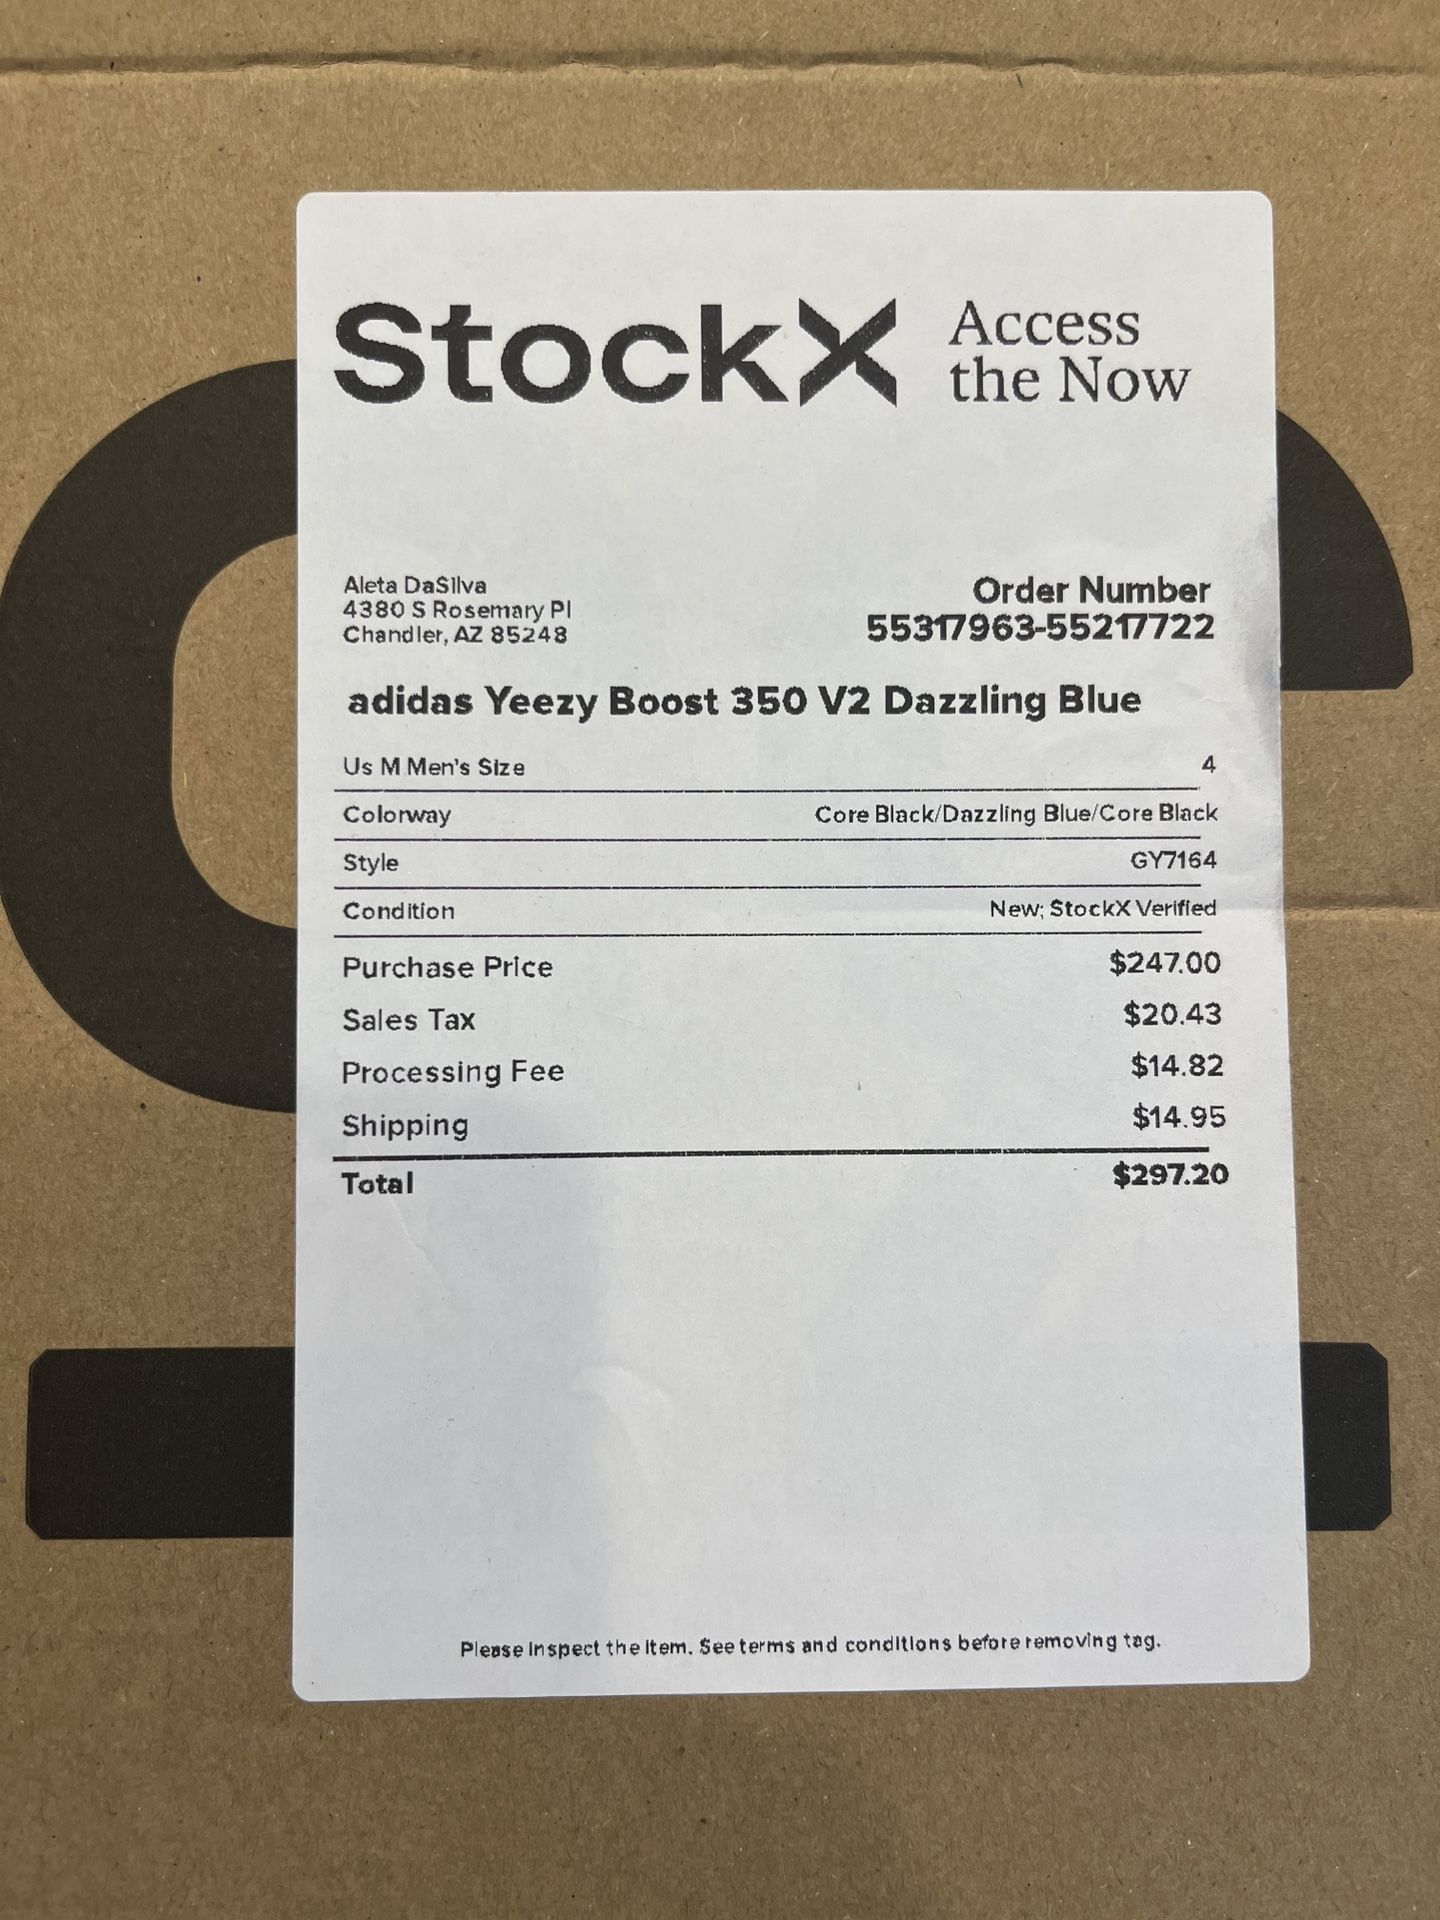 StockX Access
the Now
Aleta DaSilva
4380 S Rosemary Pl
Chandler, AZ 85248
Order Number
55317963-55217722
adidas Yeezy Boost 350 V2 Dazzling Blue
Us M Men's Size 4
Colorway Core Black/Dazzling Blue/Core Black
Style GY7164
Condition New; StockX Verified
Purchase Price $247.00
Sales Tax $20.43
Processing Fee $14.82
Shipping $14.95
Total $297.20
Please inspect the item. See terms and conditions before removing tag.